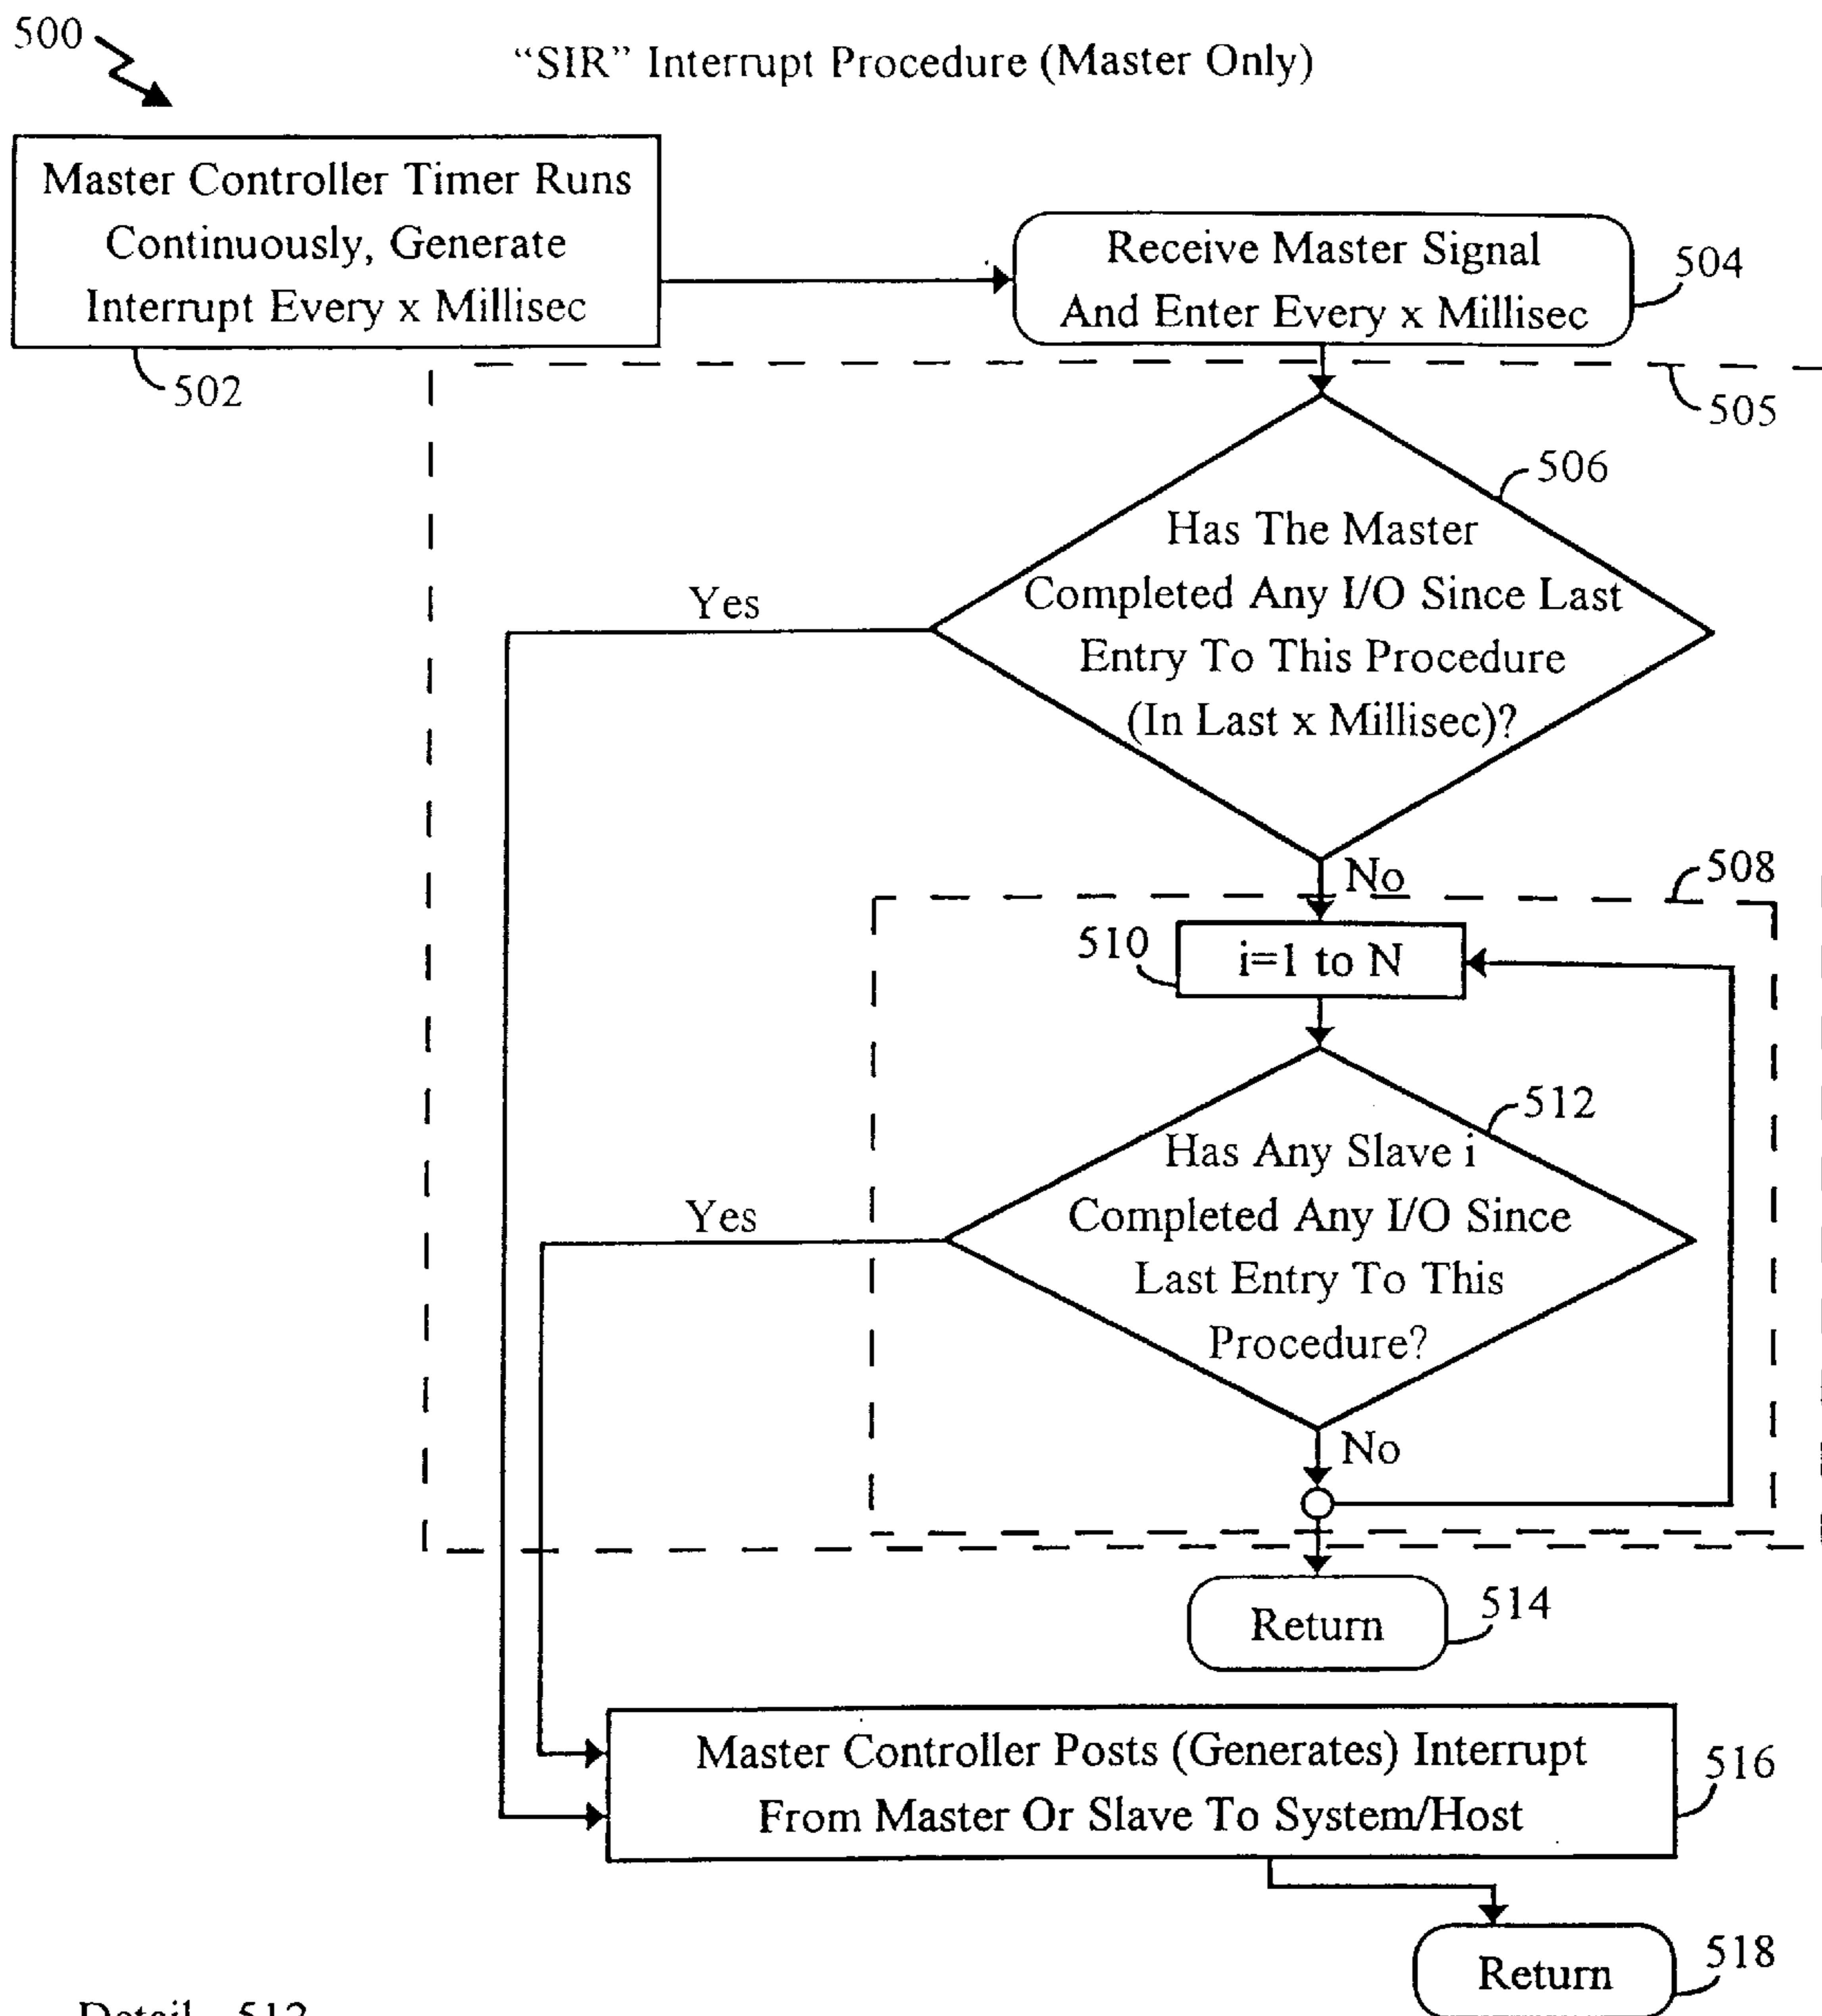 500
“SIR” Interrupt Procedure (Master Only)
Master Controller Timer Runs
Continuously, Generate
Interrupt Every x Millisec
502
Receive Master Signal
And Enter Every x Millisec
504
505
506
Has The Master
Completed Any I/O Since Last
Entry To This Procedure
(In Last x Millisec)?
Yes
No
508
510
i=1 to N
512
Has Any Slave i
Completed Any I/O Since
Last Entry To This
Procedure?
Yes
No
Return
514
Master Controller Posts (Generates) Interrupt
From Master Or Slave To System/Host
516
Return
518
Detail 512